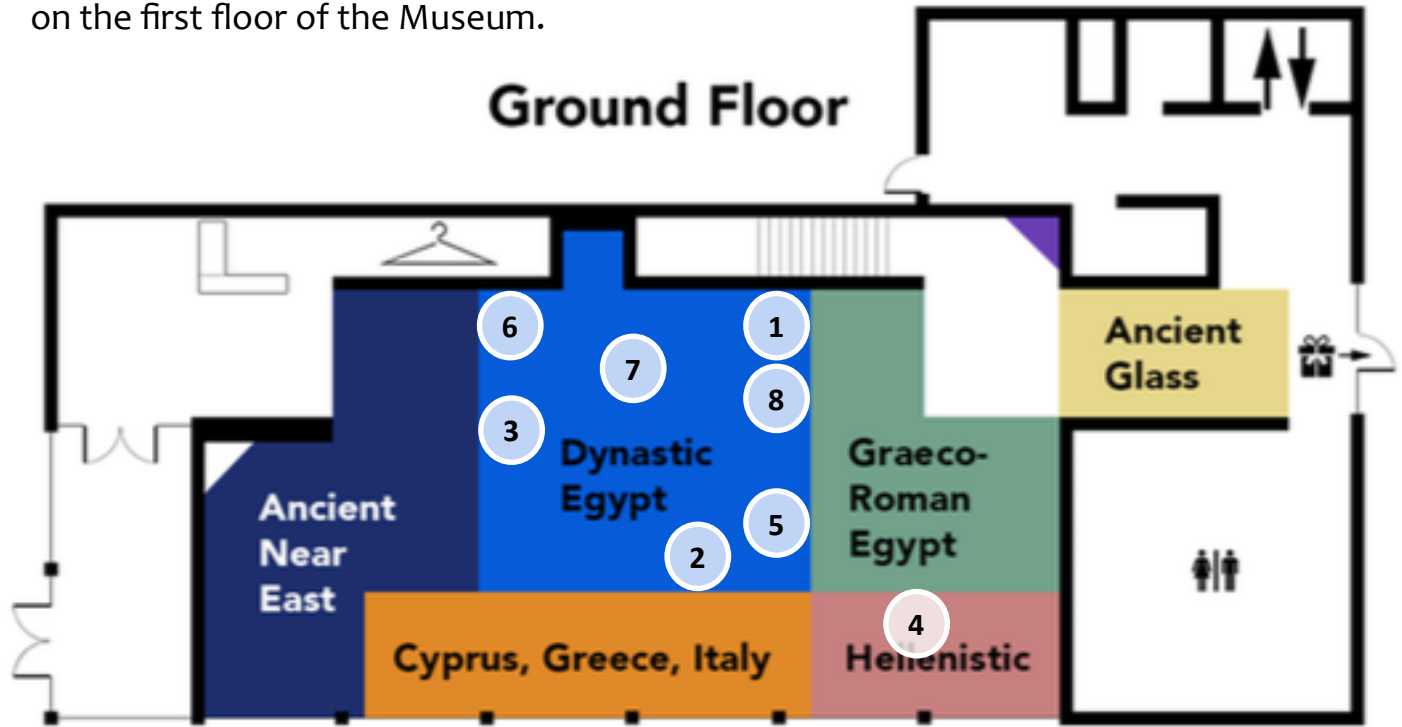 on the first floor of the Museum.
Ground Floor
6
1
7
8
3
Ancient
Glass
Dynastic
Egypt
Graeco-
Roman
Egypt
Ancient
Near
East
5
2
4
Cyprus, Greece, Italy
Hellenistic